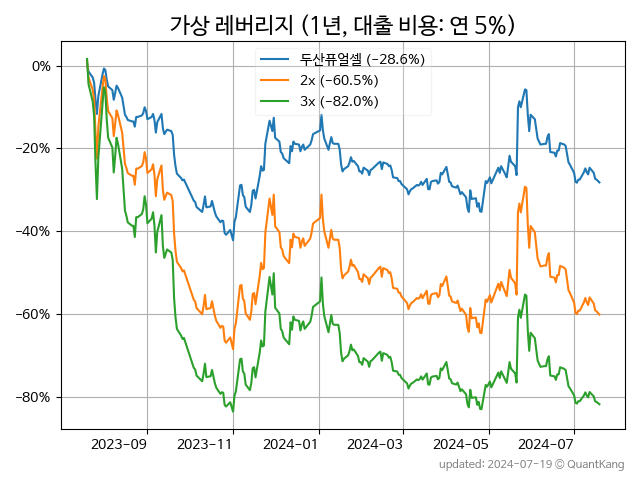 가상 레버리지 (1년, 대출 비용: 연 5%)
두산퓨얼셀 (−28.6%)
2x (−60.5%)
3x (−82.0%)
0%
−20%
−40%
−60%
−80%
2023-09 2023-11 2024-01 2024-03 2024-05 2024-07
updated: 2024-07-19 © QuantKang